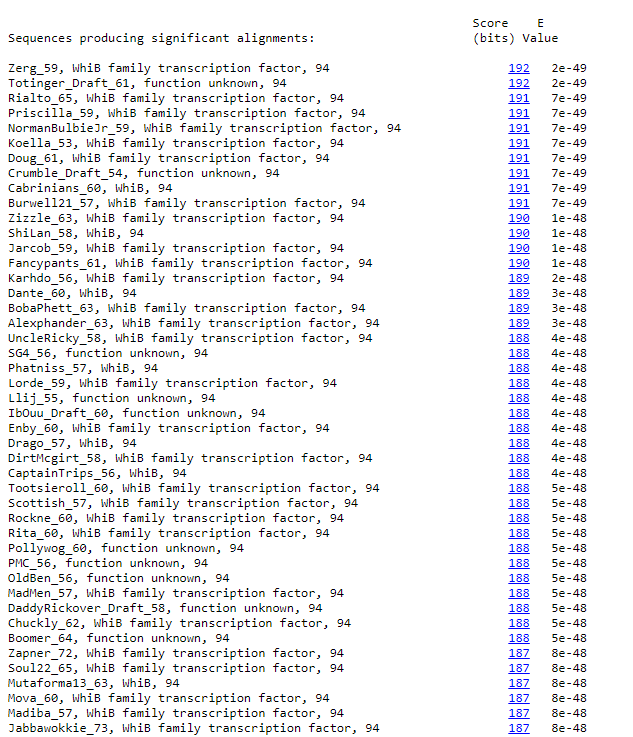 Score E
Sequences producing significant alignments: (bits) Value
Zerg_59, WhiB family transcription factor, 94 192 2e-49
Totinger_Draft_61, function unknown, 94 192 2e-49
Rialto_65, WhiB family transcription factor, 94 191 7e-49
Priscilla_59, WhiB family transcription factor, 94 191 7e-49
NormanBulbieJr_59, WhiB family transcription factor, 94 191 7e-49
Koella_53, WhiB family transcription factor, 94 191 7e-49
Doug_61, WhiB family transcription factor, 94 191 7e-49
Crumble_Draft_54, function unknown, 94 191 7e-49
Cabrinians_60, WhiB, 94 191 7e-49
Burwell21_57, WhiB family transcription factor, 94 191 7e-49
Zizzle_63, WhiB family transcription factor, 94 190 1e-48
ShiLan_58, WhiB, 94 190 1e-48
Jarcob_59, WhiB family transcription factor, 94 190 1e-48
Fancypants_61, WhiB family transcription factor, 94 190 1e-48
Karhdo_56, WhiB family transcription factor, 94 189 2e-48
Dante_60, WhiB, 94 189 3e-48
BobaPhett_63, WhiB family transcription factor, 94 189 3e-48
Alexphander_63, WhiB family transcription factor, 94 189 3e-48
UncleRicky_58, WhiB family transcription factor, 94 188 4e-48
SG4_56, function unknown, 94 188 4e-48
Phatniss_57, WhiB, 94 188 4e-48
Lorde_59, WhiB family transcription factor, 94 188 4e-48
Llij_55, function unknown, 94 188 4e-48
IbOuu_Draft_60, function unknown, 94 188 4e-48
Enby_60, WhiB family transcription factor, 94 188 4e-48
Drago_57, WhiB, 94 188 4e-48
DirtMcgirt_58, WhiB family transcription factor, 94 188 4e-48
CaptainTrips_56, WhiB, 94 188 4e-48
Tootsieroll_60, WhiB family transcription factor, 94 188 5e-48
Scottish_57, WhiB family transcription factor, 94 188 5e-48
Rockne_60, WhiB family transcription factor, 94 188 5e-48
Rita_60, WhiB family transcription factor, 94 188 5e-48
Pollywog_60, function unknown, 94 188 5e-48
PMC_56, function unknown, 94 188 5e-48
OldBen_56, function unknown, 94 188 5e-48
MadMen_57, WhiB family transcription factor, 94 188 5e-48
DaddyRickover_Draft_58, function unknown, 94 188 5e-48
Chuckly_62, WhiB family transcription factor, 94 188 5e-48
Boomer_64, function unknown, 94 188 5e-48
Zapner_72, WhiB family transcription factor, 94 187 8e-48
Soul22_65, WhiB family transcription factor, 94 187 8e-48
Mutaforma13_63, WhiB, 94 187 8e-48
Mova_60, WhiB family transcription factor, 94 187 8e-48
Madiba_57, WhiB family transcription factor, 94 187 8e-48
Jabbawokkie_73, WhiB family transcription factor, 94 187 8e-48